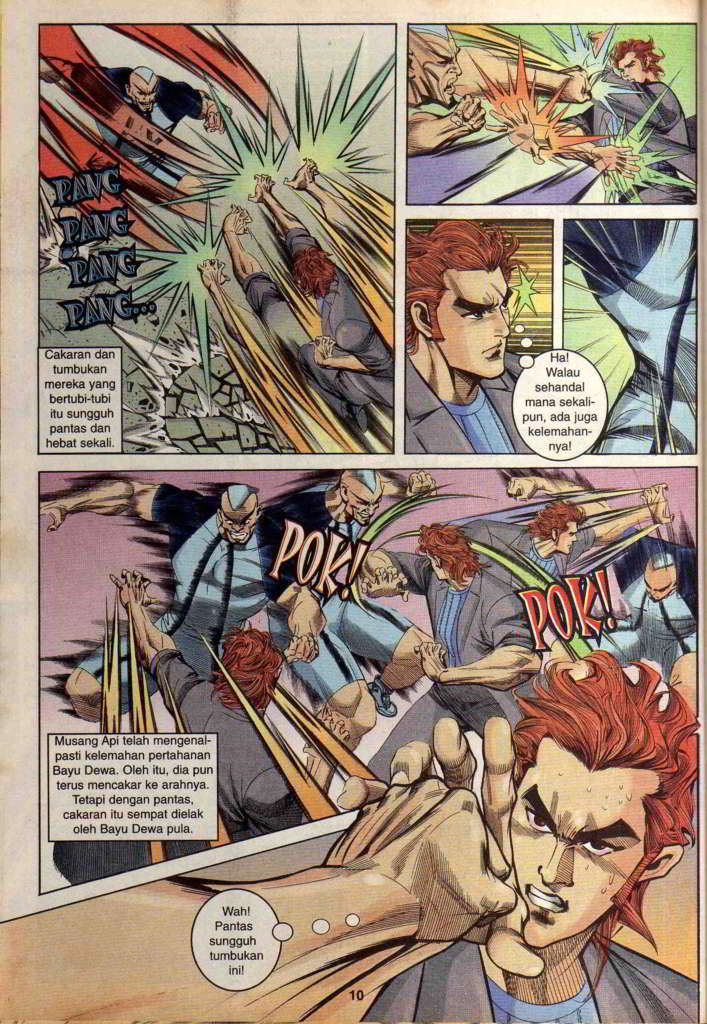 PANG
PANG
PANG
PANG...
Cakaran dan
tumbukan
mereka yang
bertubi-tubi
itu sungguh
pantas dan
hebat sekali.
Ha!
Walau
sehandal
mana sekali-
pun, ada juga
kelemahan-
nya!
POK!
POK!
Musang Api telah mengenal-
pasti kelemahan pertahanan
Bayu Dewa. Oleh itu, dia pun
terus mencakar ke arahnya.
Tetapi dengan pantas,
cakaran itu sempat dielak
oleh Bayu Dewa pula.
Wah!
Pantas
sungguh
tumbukan
ini!
10